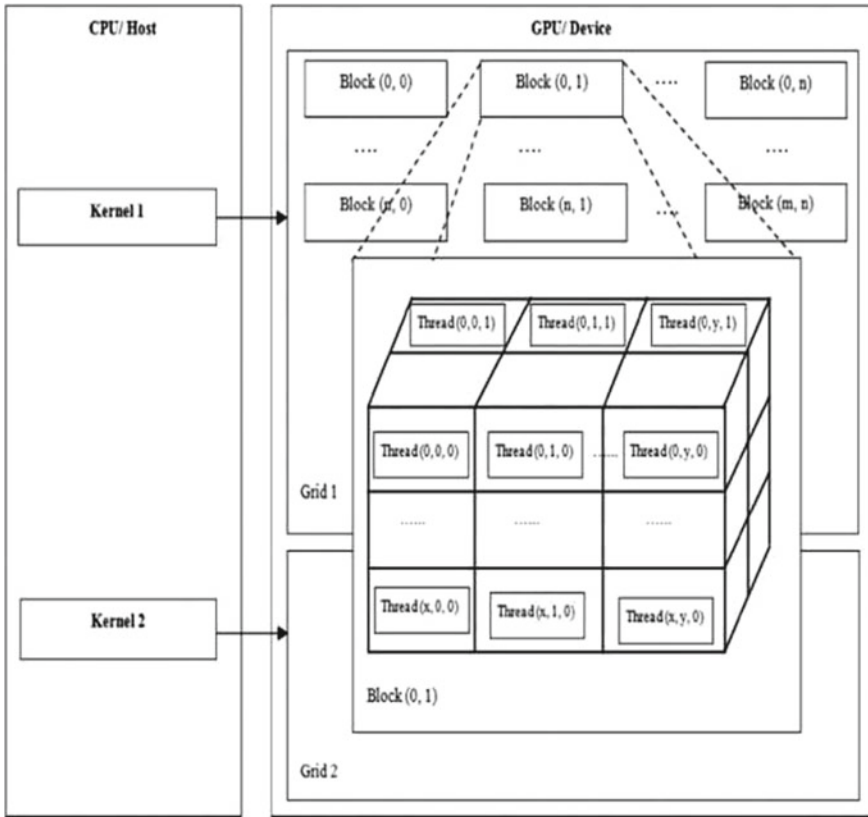 CPU/ Host
GPU/ Device
Block (0, 0)
Block (0, 1)
....
Block (0, n)
....
....
....
Kernel 1
Block (n, 0)
Block (n, 1)
....
Block (m, n)
Thread (0, 0, 1)
Thread (0, 1, 1)
Thread (0, y, 1)
Thread (0, 0, 0)
Thread (0, 1, 0)
......
Thread (0, y, 0)
Grid 1
......
......
......
Kernel 2
Thread (x, 0, 0)
Thread (x, 1, 0)
Thread (x, y, 0)
Block (0, 1)
Grid 2